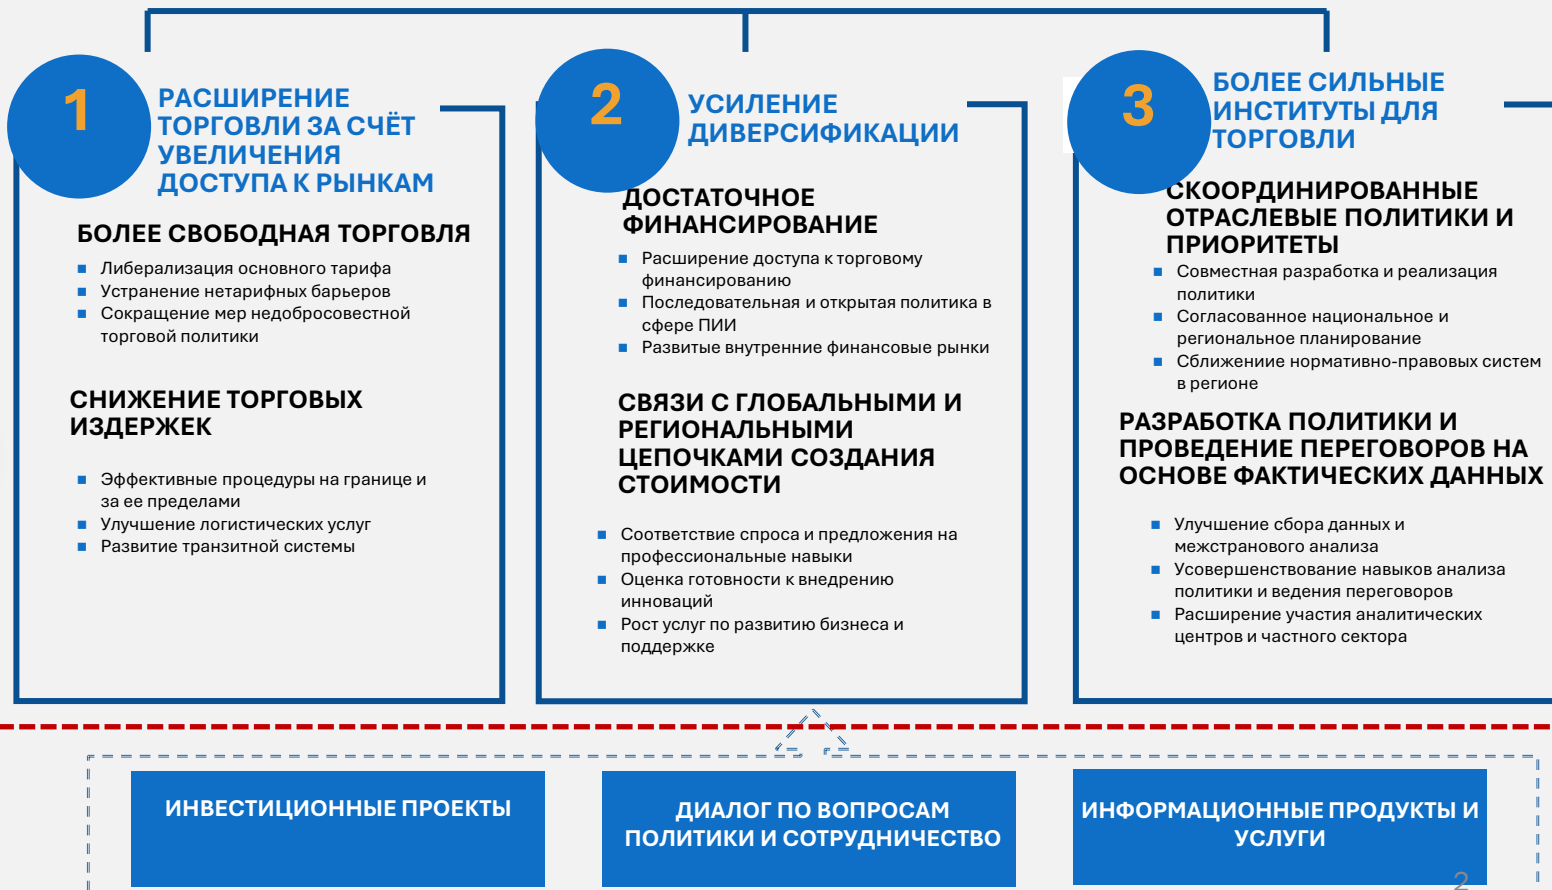 1
РАСШИРЕНИЕ
ТОРГОВЛИ ЗА СЧЁТ
УВЕЛИЧЕНИЯ
ДОСТУПА К РЫНКАМ
БОЛЕЕ СВОБОДНАЯ ТОРГОВЛЯ
Либерализация основного тарифа
Устранение нетарифных барьеров
Сокращение мер недобросовестной
торговой политики
СНИЖЕНИЕ ТОРГОВЫХ
ИЗДЕРЖЕК
Эффективные процедуры на границе и
за ее пределами
Улучшение логистических услуг
Развитие транзитной системы
2
УСИЛЕНИЕ
ДИВЕРСИФИКАЦИИ
ДОСТАТОЧНОЕ
ФИНАНСИРОВАНИЕ
Расширение доступа к торговому
финансированию
Последовательная и открытая политика в
сфере ПИИ
Развитые внутренние финансовые рынки
СВЯЗИ С ГЛОБАЛЬНЫМИ И
РЕГИОНАЛЬНЫМИ
ЦЕПОЧКАМИ СОЗДАНИЯ
СТОИМОСТИ
Соответствие спроса и предложения на
профессиональные навыки
Оценка готовности к внедрению
инноваций
Рост услуг по развитию бизнеса и
поддержке
3
БОЛЕЕ СИЛЬНЫЕ
ИНСТИТУТЫ ДЛЯ
ТОРГОВЛИ
СКООРДИНИРОВАННЫЕ
ОТРАСЛЕВЫЕ ПОЛИТИКИ И
ПРИОРИТЕТЫ
Совместная разработка и реализация
политики
Согласованное национальное и
региональное планирование
Сближениие нормативно-правовых систем
в регионе
РАЗРАБОТКА ПОЛИТИКИ И
ПРОВЕДЕНИЕ ПЕРЕГОВОРОВ НА
ОСНОВЕ ФАКТИЧЕСКИХ ДАННЫХ
Улучшение сбора данных и
межстранового анализа
Усовершенствование навыков анализа
политики и ведения переговоров
Расширение участия аналитических
центров и частного сектора
ИНВЕСТИЦИОННЫЕ ПРОЕКТЫ
ДИАЛОГ ПО ВОПРОСАМ
ПОЛИТИКИ И СОТРУДНИЧЕСТВО
ИНФОРМАЦИОННЫЕ ПРОДУКТЫ И
УСЛУГИ
2